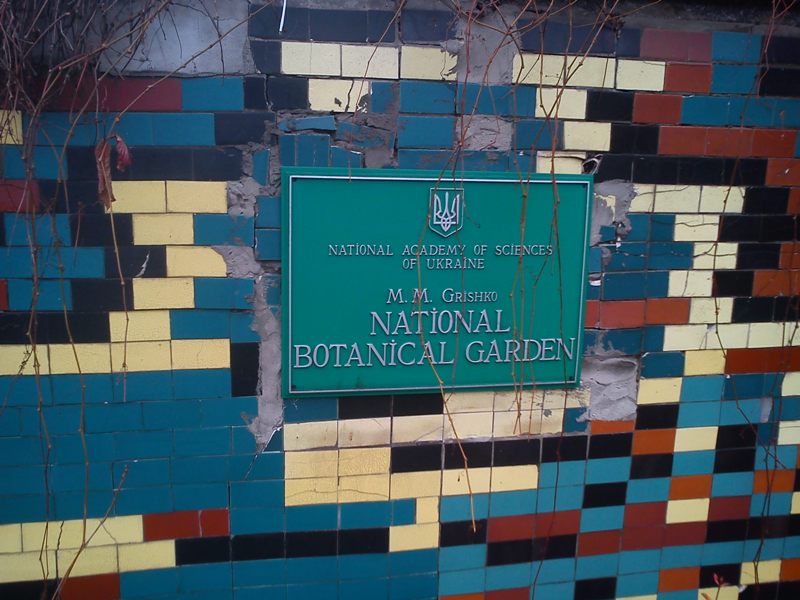 NATIONAL ACADEMY OF SCIENCES
OF UKRAINE
M. M. GRISHKO
NATIONAL
BOTANICAL GARDEN